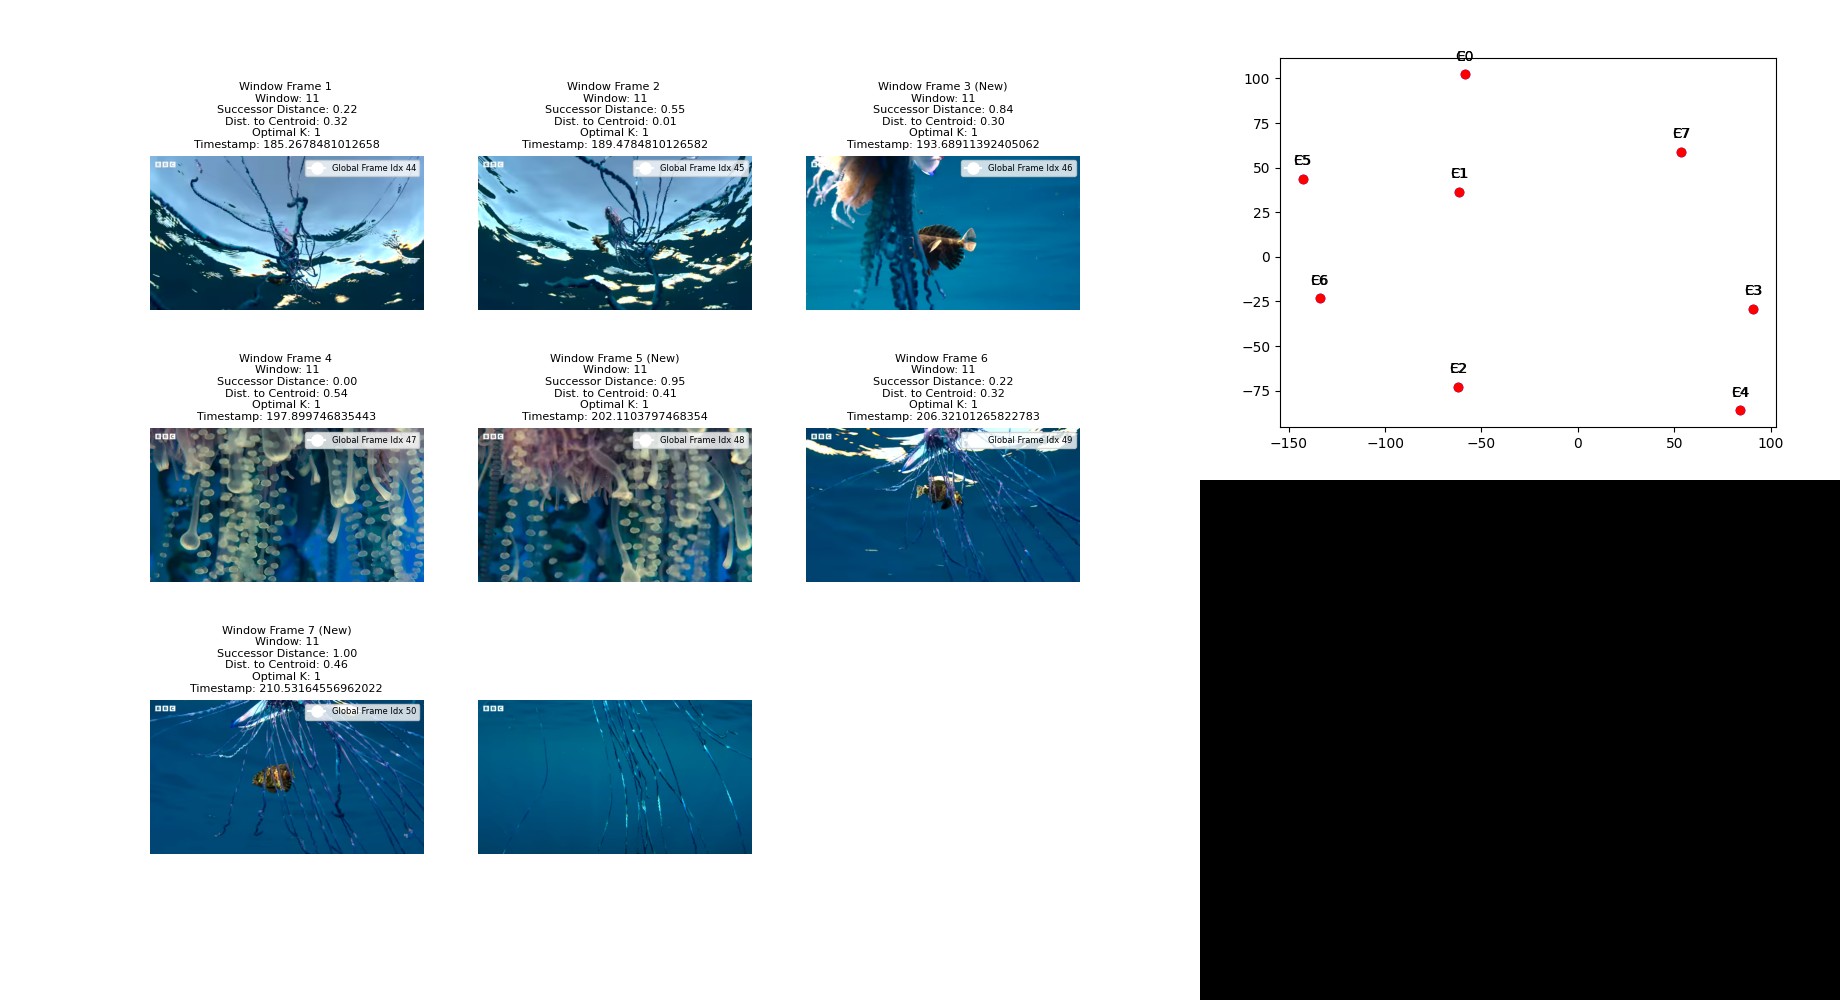 Window Frame 1
Window: 11
Successor Distance: 0.22
Dist. to Centroid: 0.32
Optimal K: 1
Timestamp: 185.2678481012658
BBC
Global Frame Idx 44
Window Frame 2
Window: 11
Successor Distance: 0.55
Dist. to Centroid: 0.01
Optimal K: 1
Timestamp: 189.4784810126582
BBC
Global Frame Idx 45
Window Frame 3 (New)
Window: 11
Successor Distance: 0.84
Dist. to Centroid: 0.30
Optimal K: 1
Timestamp: 193.68911392405062
Global Frame Idx 46
Window Frame 4
Window: 11
Successor Distance: 0.00
Dist. to Centroid: 0.54
Optimal K: 1
Timestamp: 197.899746835443
BBC
Global Frame Idx 47
Window Frame 5 (New)
Window: 11
Successor Distance: 0.95
Dist. to Centroid: 0.41
Optimal K: 1
Timestamp: 202.1103797468354
BBC
Global Frame Idx 48
Window Frame 6
Window: 11
Successor Distance: 0.22
Dist. to Centroid: 0.32
Optimal K: 1
Timestamp: 206.32101265822783
BBC
Global Frame Idx 49
Window Frame 7 (New)
Window: 11
Successor Distance: 1.00
Dist. to Centroid: 0.46
Optimal K: 1
Timestamp: 210.53164556962022
BBC
Global Frame Idx 50
BBC
100
75
50
25
0
−25
−50
−75
−150
−100
−50
0
50
100